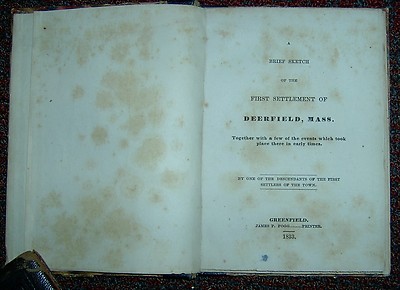 A
BRIEF SKETCH
OF THE
FIRST SETTLEMENT OF
DEERFIELD, MASS.
Together with a few of the events which took
place there in early times.
BY ONE OF THE DESCENDANTS OF THE FIRST
SETTLERS OF THE TOWN.
GREENFIELD.
JAMES P. FOGG......PRINTER.
1833.